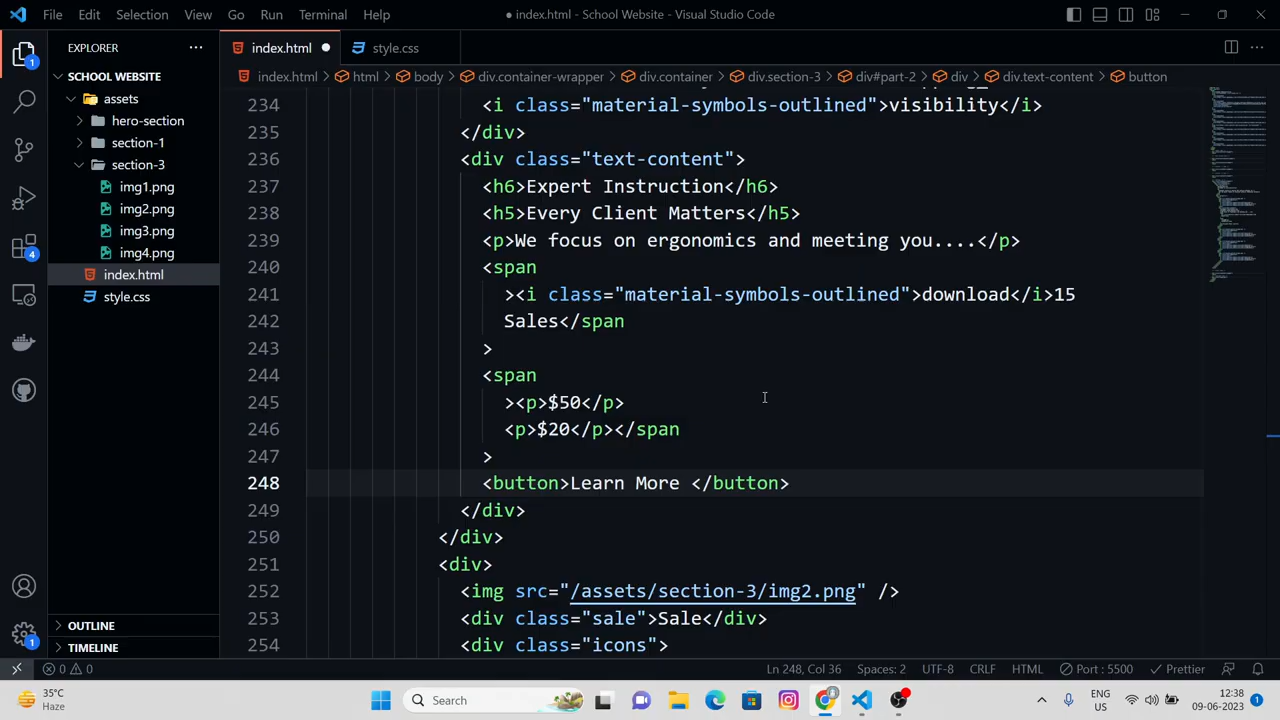 File Edit Selection View Go Run Terminal Help
● index.html - School Website - Visual Studio Code
EXPLORER
index.html
style.css
SCHOOL WEBSITE
index.html > html > body > div.container-wrapper > div.container > div.section-3 > div#part-2 > div > div.text-content > button
assets
hero-section
section-1
section-3
img1.png
img2.png
img3.png
img4.png
index.html
style.css
234 <i class="material-symbols-outlined">visibility</i>
235 </div>
236 <div class="text-content">
237 <h6>Expert Instruction</h6>
238 <h5>Every Client Matters</h5>
239 <p>We focus on ergonomics and meeting you....</p>
240 <span
241 ><i class="material-symbols-outlined">download</i>15
242 Sales</span
243 >
244 <span
245 ><p>$50</p>
246 <p>$20</p></span
247 >
248 <button>Learn More </button>
249 </div>
250 </div>
251 <div>
252 <img src="/assets/section-3/img2.png" />
253 <div class="sale">Sale</div>
254 <div class="icons">
1
4
1
OUTLINE
TIMELINE
0 0
Ln 248, Col 36 Spaces: 2 UTF-8 CRLF HTML Port : 5500 Prettier
35°C
Haze
Search
ENG
US
12:38
09-06-2023
1